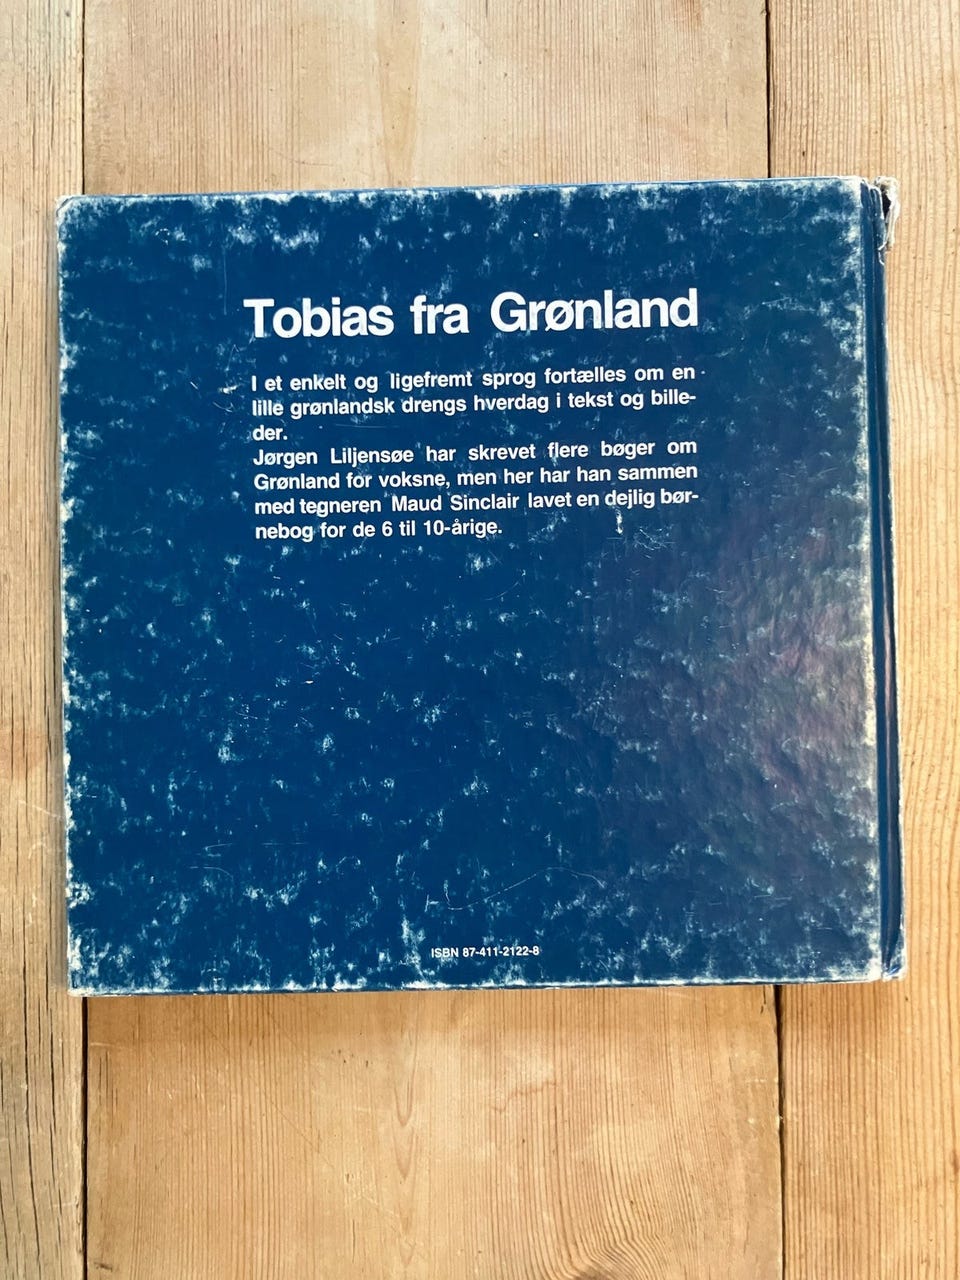 Tobias fra Grønland
I et enkelt og ligefremt sprog fortælles om en
lille grønlandsk drengs hverdag i tekst og bille-
der.
Jørgen Liljensøe har skrevet flere bøger om
Grønland for voksne, men her har han sammen
med tegneren Maud Sinclair lavet en dejlig bør-
nebog for de 6 til 10-årige.
ISBN 87-411-2122-8